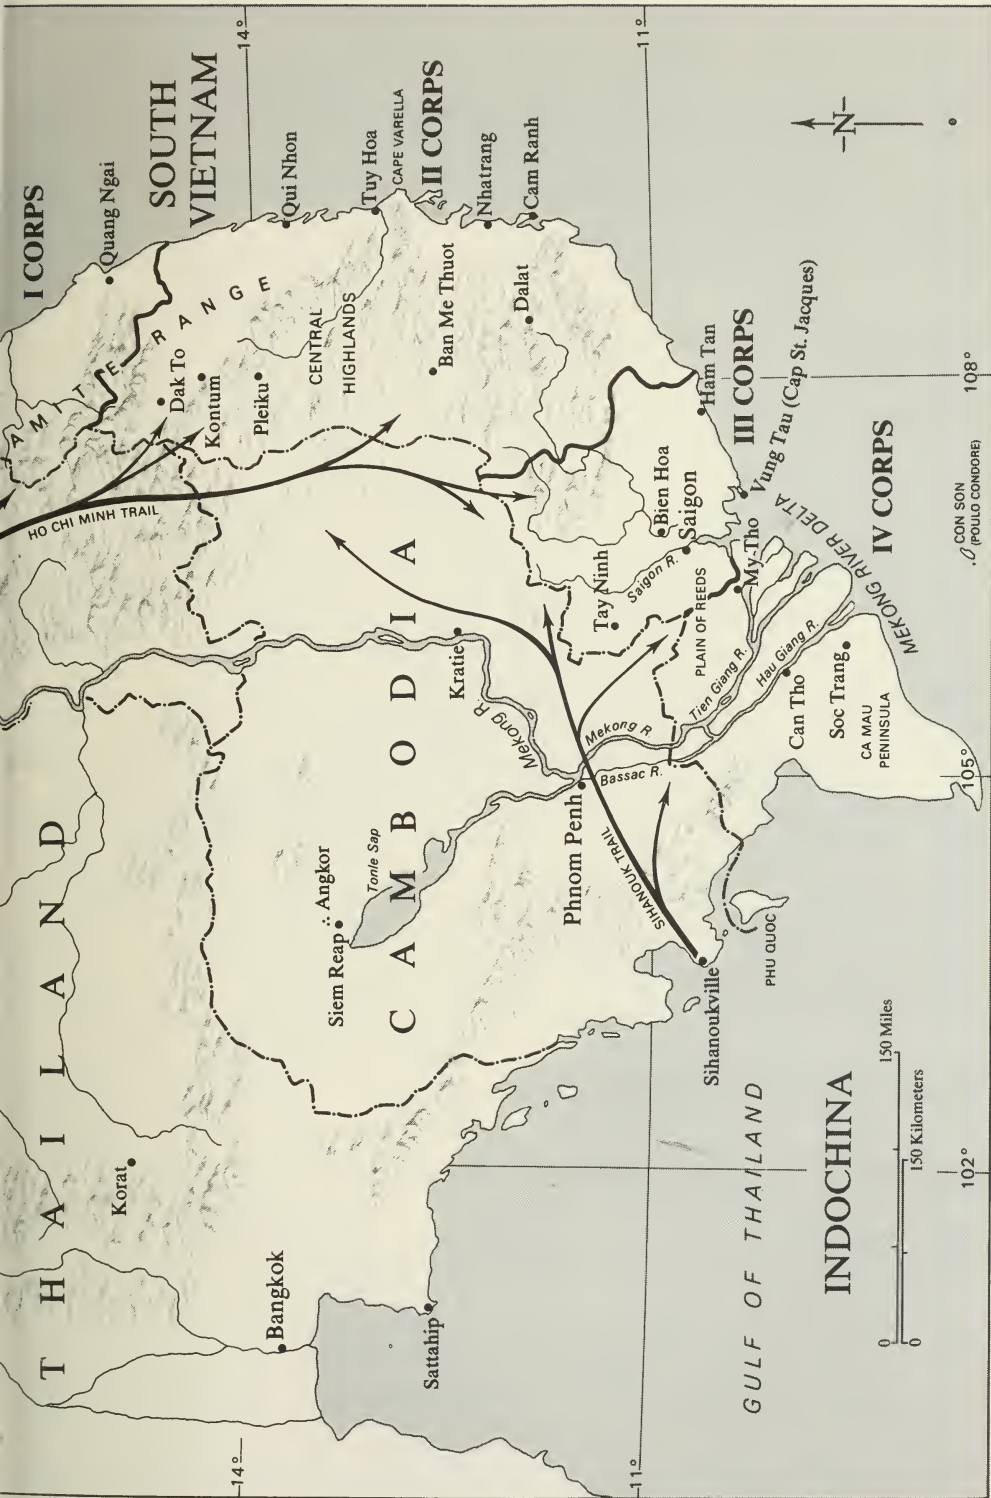 I CORPS
Quang Ngai
SOUTH
VIETNAM
14°
11°
AMITE RANGE
Dak To
Kontum
Pleiku
Qui Nhon
CENTRAL
HIGHLANDS
Tuy Hoa
CAPE VARELLA
II CORPS
Ban Me Thuot
Nhatrang
Dalat
Cam Ranh
-N-
HO CHI MINH TRAIL
Ham Tan
III CORPS
Vung Tau (Cap St. Jacques)
108°
Bien Hoa
Saigon
Saigon R.
Tay Ninh
My Tho
PLAIN OF REEDS
MEKONG RIVER DELTA
IV CORPS
CON SON
(POULO CONDORE)
Tien Giang R.
Hau Giang R.
Can Tho
Soc Trang
CA MAU
PENINSULA
105°
THAILAND
CAMBODIA
Kratie
Mekong R.
Mekong R
Bassac R.
Phnom Penh
Tonle Sap
Angkor
Siem Reap
SIHANOUK TRAIL
Sihanoukville
PHU QUOC
Korat
Bangkok
Sattahip
GULF OF THAILAND
INDOCHINA
0 150 Miles
0 150 Kilometers
102°
14°
11°